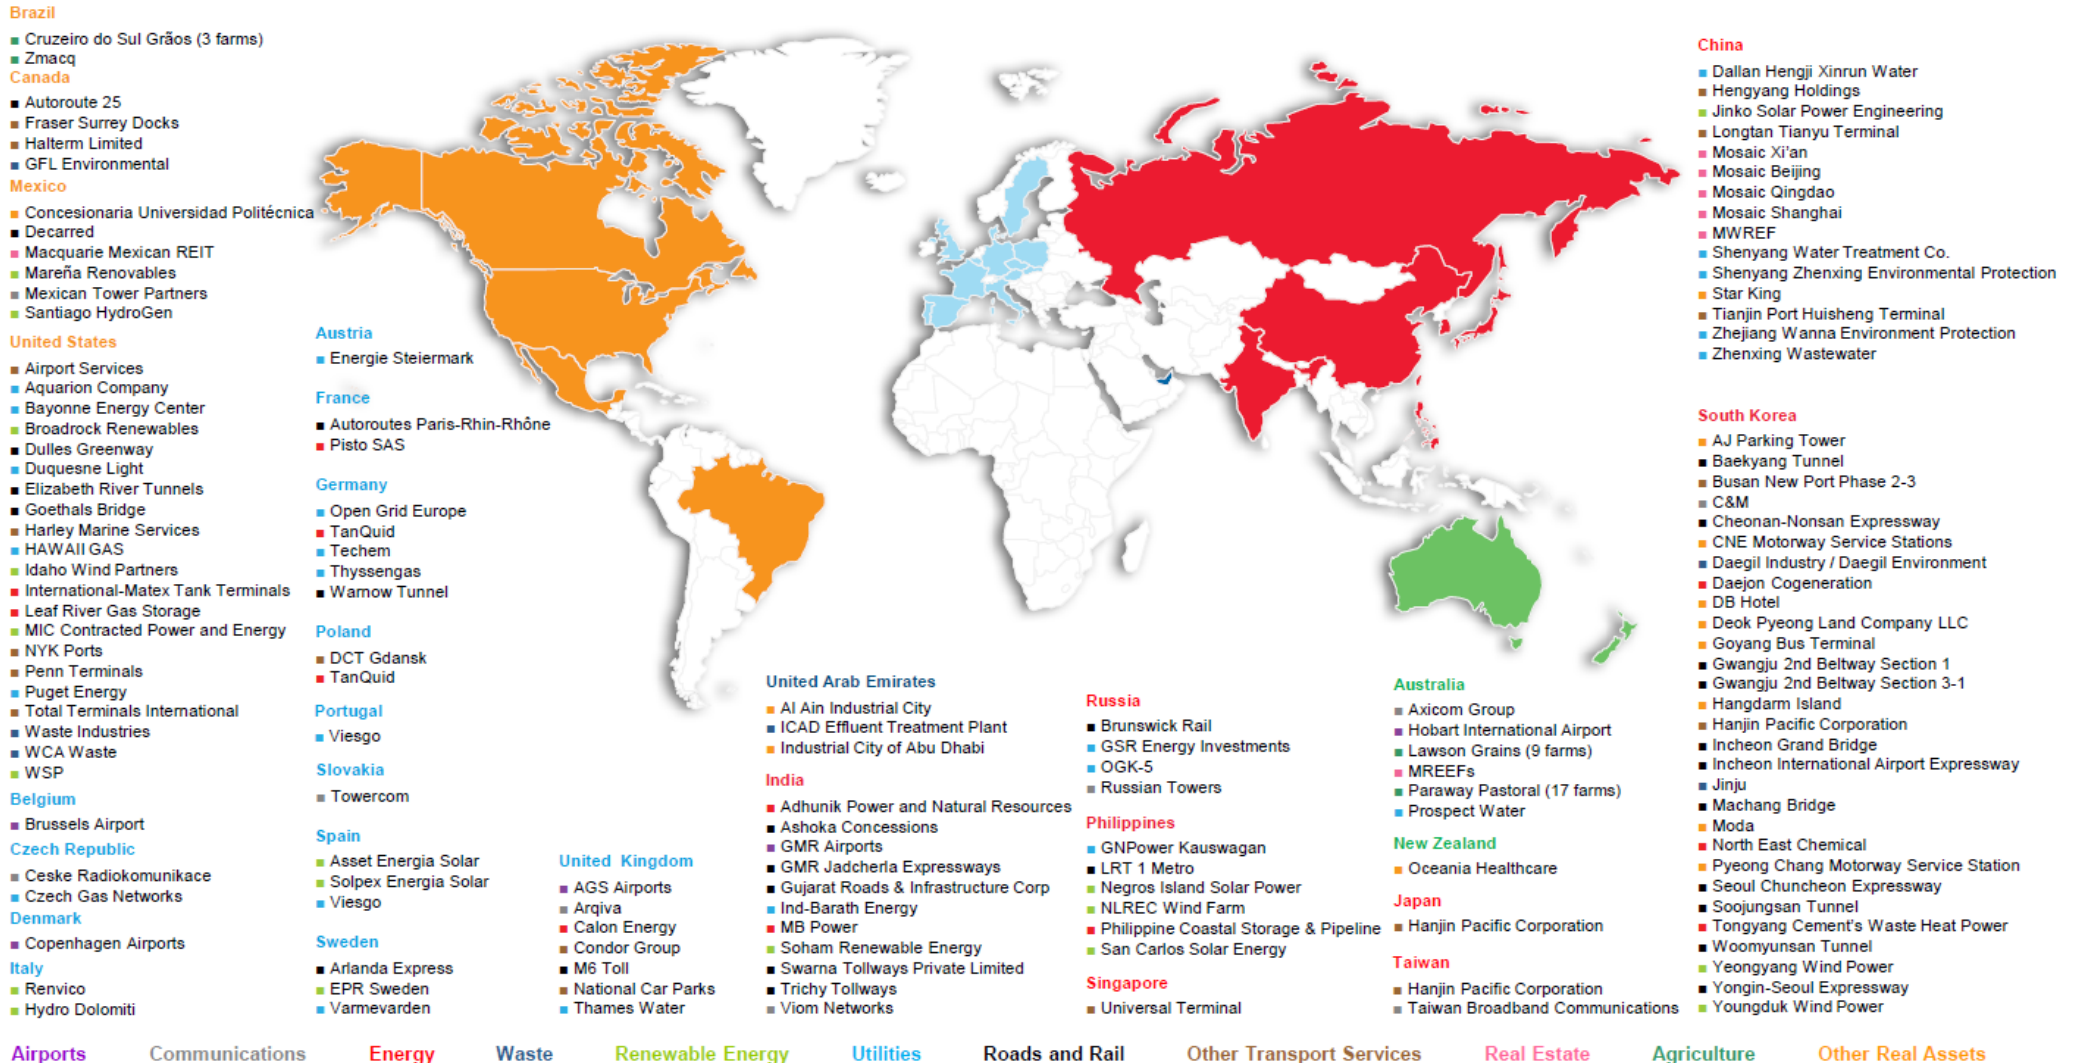 Brazil
Cruzeiro do Sul Grãos (3 farms)
Zmacq
Canada
Autoroute 25
Fraser Surrey Docks
Halterm Limited
GFL Environmental
Mexico
Concesionaria Universidad Politécnica
Decarred
Macquarie Mexican REIT
Mareña Renovables
Mexican Tower Partners
Santiago HydroGen
United States
Airport Services
Aquarion Company
Bayonne Energy Center
Broadrock Renewables
Dulles Greenway
Duquesne Light
Elizabeth River Tunnels
Goethals Bridge
Harley Marine Services
HAWAII GAS
Idaho Wind Partners
International-Matex Tank Terminals
Leaf River Gas Storage
MIC Contracted Power and Energy
NYK Ports
Penn Terminals
Puget Energy
Total Terminals International
Waste Industries
WCA Waste
WSP
Belgium
Brussels Airport
Czech Republic
Ceske Radiokomunikace
Czech Gas Networks
Denmark
Copenhagen Airports
Italy
Renvico
Hydro Dolomiti
Austria
Energie Steiermark
France
Autoroutes Paris-Rhin-Rhône
Pisto SAS
Germany
Open Grid Europe
TanQuid
Techem
Thyssengas
Warnow Tunnel
Poland
DCT Gdansk
TanQuid
Portugal
Viesgo
Slovakia
Towercom
Spain
Asset Energia Solar
Solpex Energia Solar
Viesgo
Sweden
Arlanda Express
EPR Sweden
Varmevarden
United Kingdom
AGS Airports
Arqiva
Calon Energy
Condor Group
M6 Toll
National Car Parks
Thames Water
United Arab Emirates
Al Ain Industrial City
ICAD Effluent Treatment Plant
Industrial City of Abu Dhabi
India
Adhunik Power and Natural Resources
Ashoka Concessions
GMR Airports
GMR Jadcherla Expressways
Gujarat Roads & Infrastructure Corp
Ind-Barath Energy
MB Power
Soham Renewable Energy
Swarna Tollways Private Limited
Trichy Tollways
Viom Networks
Russia
Brunswick Rail
GSR Energy Investments
OGK-5
Russian Towers
Philippines
GNPower Kauswagan
LRT 1 Metro
Negros Island Solar Power
NLREC Wind Farm
Philippine Coastal Storage & Pipeline
San Carlos Solar Energy
Singapore
Universal Terminal
Australia
Axicom Group
Hobart International Airport
Lawson Grains (9 farms)
MREEFs
Paraway Pastoral (17 farms)
Prospect Water
New Zealand
Oceania Healthcare
Japan
Hanjin Pacific Corporation
Taiwan
Hanjin Pacific Corporation
Taiwan Broadband Communications
China
Dallan Hengji Xinrun Water
Hengyang Holdings
Jinko Solar Power Engineering
Longtan Tianyu Terminal
Mosaic Xi'an
Mosaic Beijing
Mosaic Qingdao
Mosaic Shanghai
MWREF
Shenyang Water Treatment Co.
Shenyang Zhenxing Environmental Protection
Star King
Tianjin Port Huisheng Terminal
Zhejiang Wanna Environment Protection
Zhenxing Wastewater
South Korea
AJ Parking Tower
Baekyang Tunnel
Busan New Port Phase 2-3
C&M
Cheonan-Nonsan Expressway
CNE Motorway Service Stations
Daegil Industry / Daegil Environment
Daejon Cogeneration
DB Hotel
Deok Pyeong Land Company LLC
Goyang Bus Terminal
Gwangju 2nd Beltway Section 1
Gwangju 2nd Beltway Section 3-1
Hangdarm Island
Hanjin Pacific Corporation
Incheon Grand Bridge
Incheon International Airport Expressway
Jinju
Machang Bridge
Moda
North East Chemical
Pyeong Chang Motorway Service Station
Seoul Chuncheon Expressway
Soojungsan Tunnel
Tongyang Cement's Waste Heat Power
Woomyunsan Tunnel
Yeongyang Wind Power
Yongin-Seoul Expressway
Youngduk Wind Power
Airports Communications Energy Waste Renewable Energy Utilities Roads and Rail Other Transport Services Real Estate Agriculture Other Real Assets